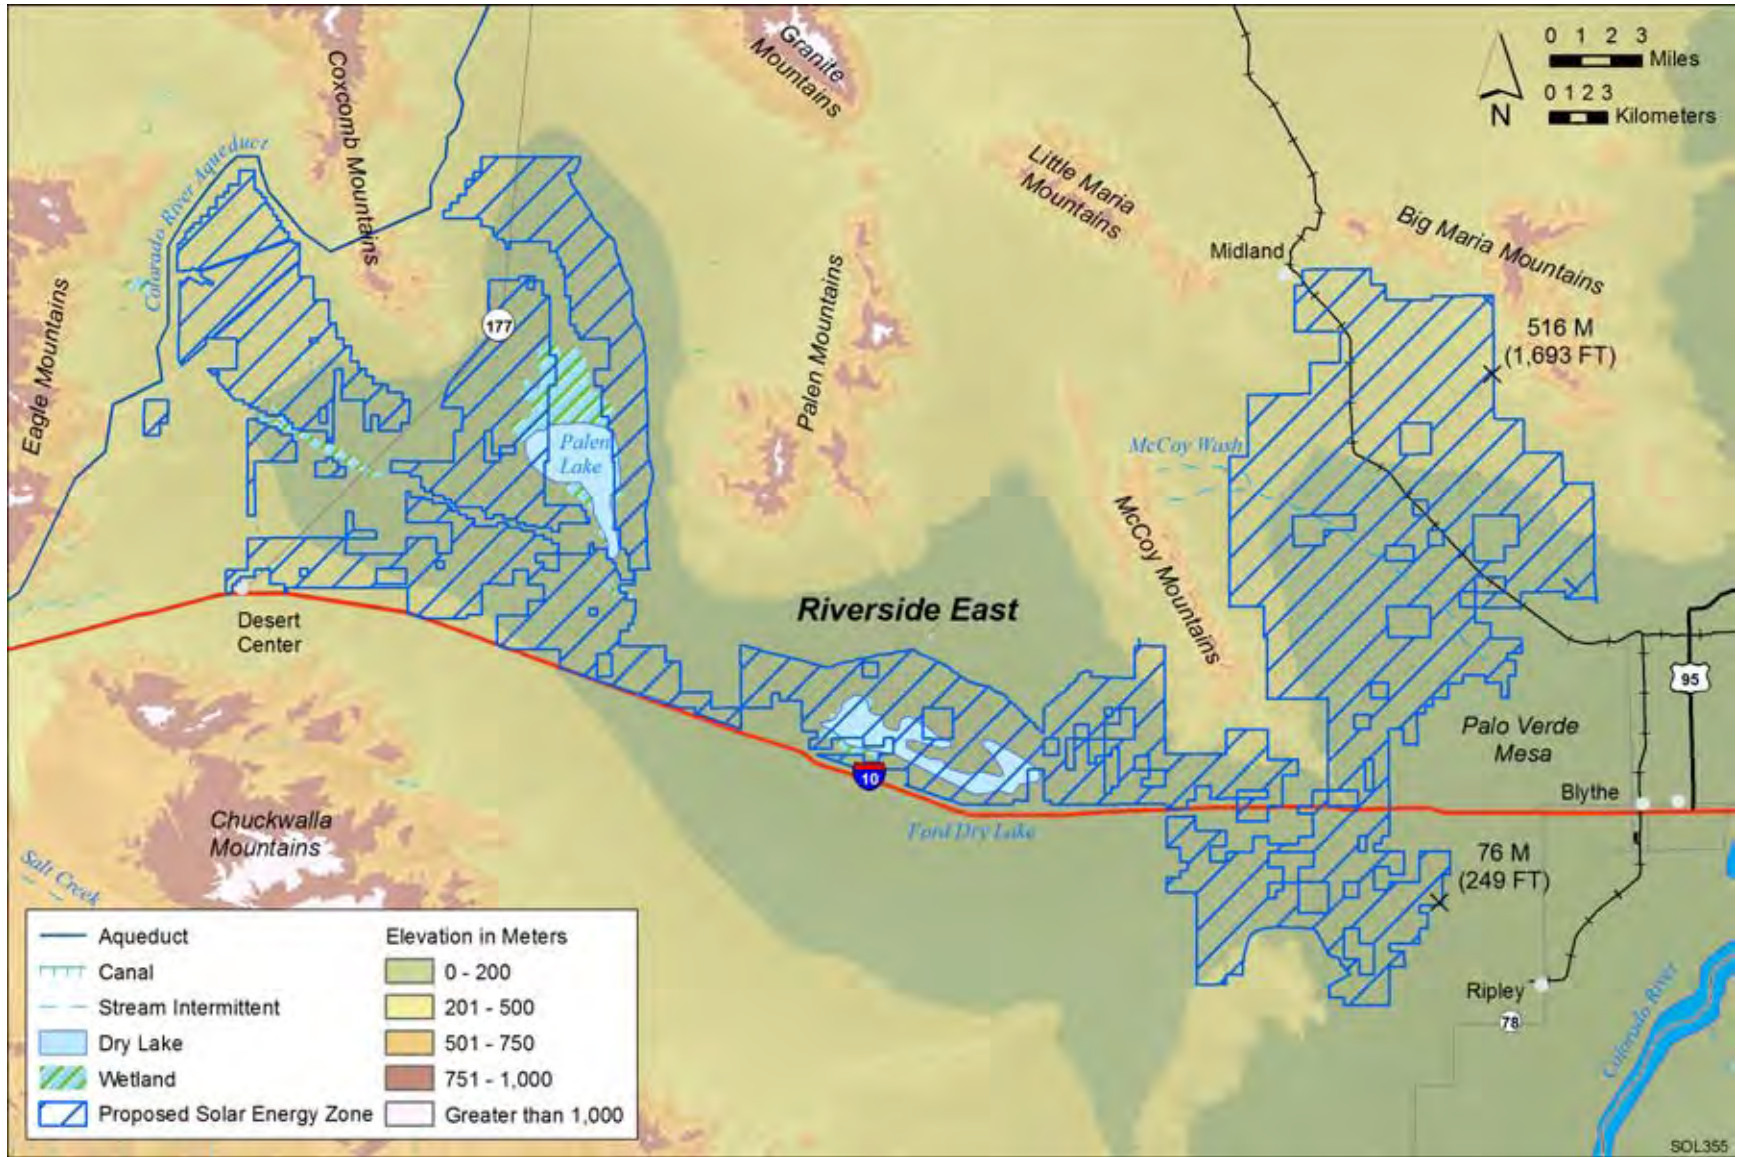 Granite
Mountains
0 1 2 3
Miles
0 1 2 3
Kilometers
N
Coxcomb Mountains
Colorado River Aqueduct
Little Maria
Mountains
Big Maria Mountains
Midland
516 M
(1,693 FT)
177
Eagle Mountains
Palen Mountains
Palen
Lake
McCoy Wash
McCoy Mountains
Riverside East
Desert
Center
95
Palo Verde
Mesa
10
Blythe
Ford Dry Lake
Chuckwalla
Mountains
76 M
(249 FT)
Salt Creek
Ripley
78
Colorado River
Aqueduct
Canal
Stream Intermittent
Dry Lake
Wetland
Proposed Solar Energy Zone
Elevation in Meters
0 - 200
201 - 500
501 - 750
751 - 1,000
Greater than 1,000
SOL355